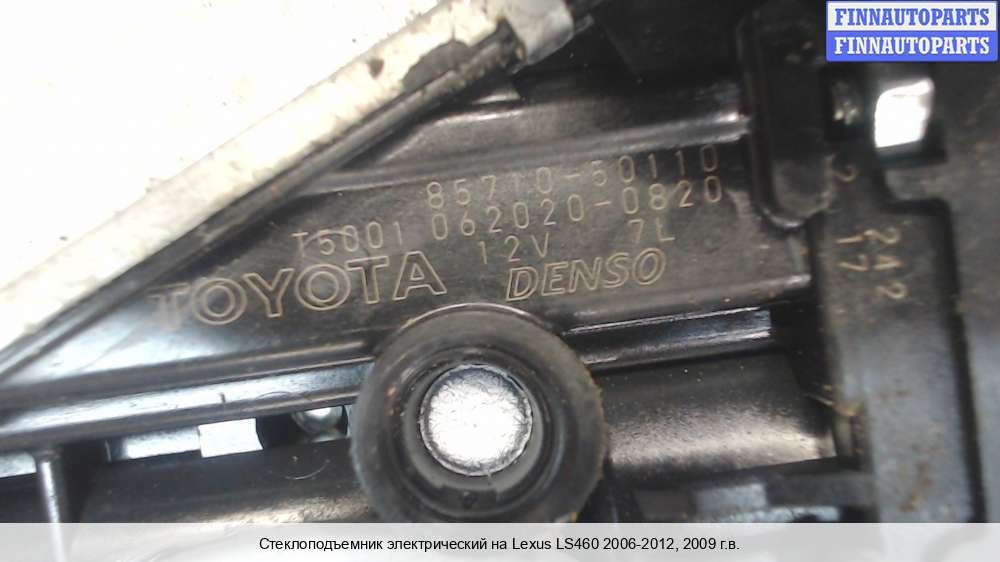 FINNAUTOPARTS
FINNAUTOPARTS
85710-50110
T5001 062020-0820
12V 7L
TOYOTA DENSO
2 17
242
Стеклоподъемник электрический на Lexus LS460 2006-2012, 2009 г.в.